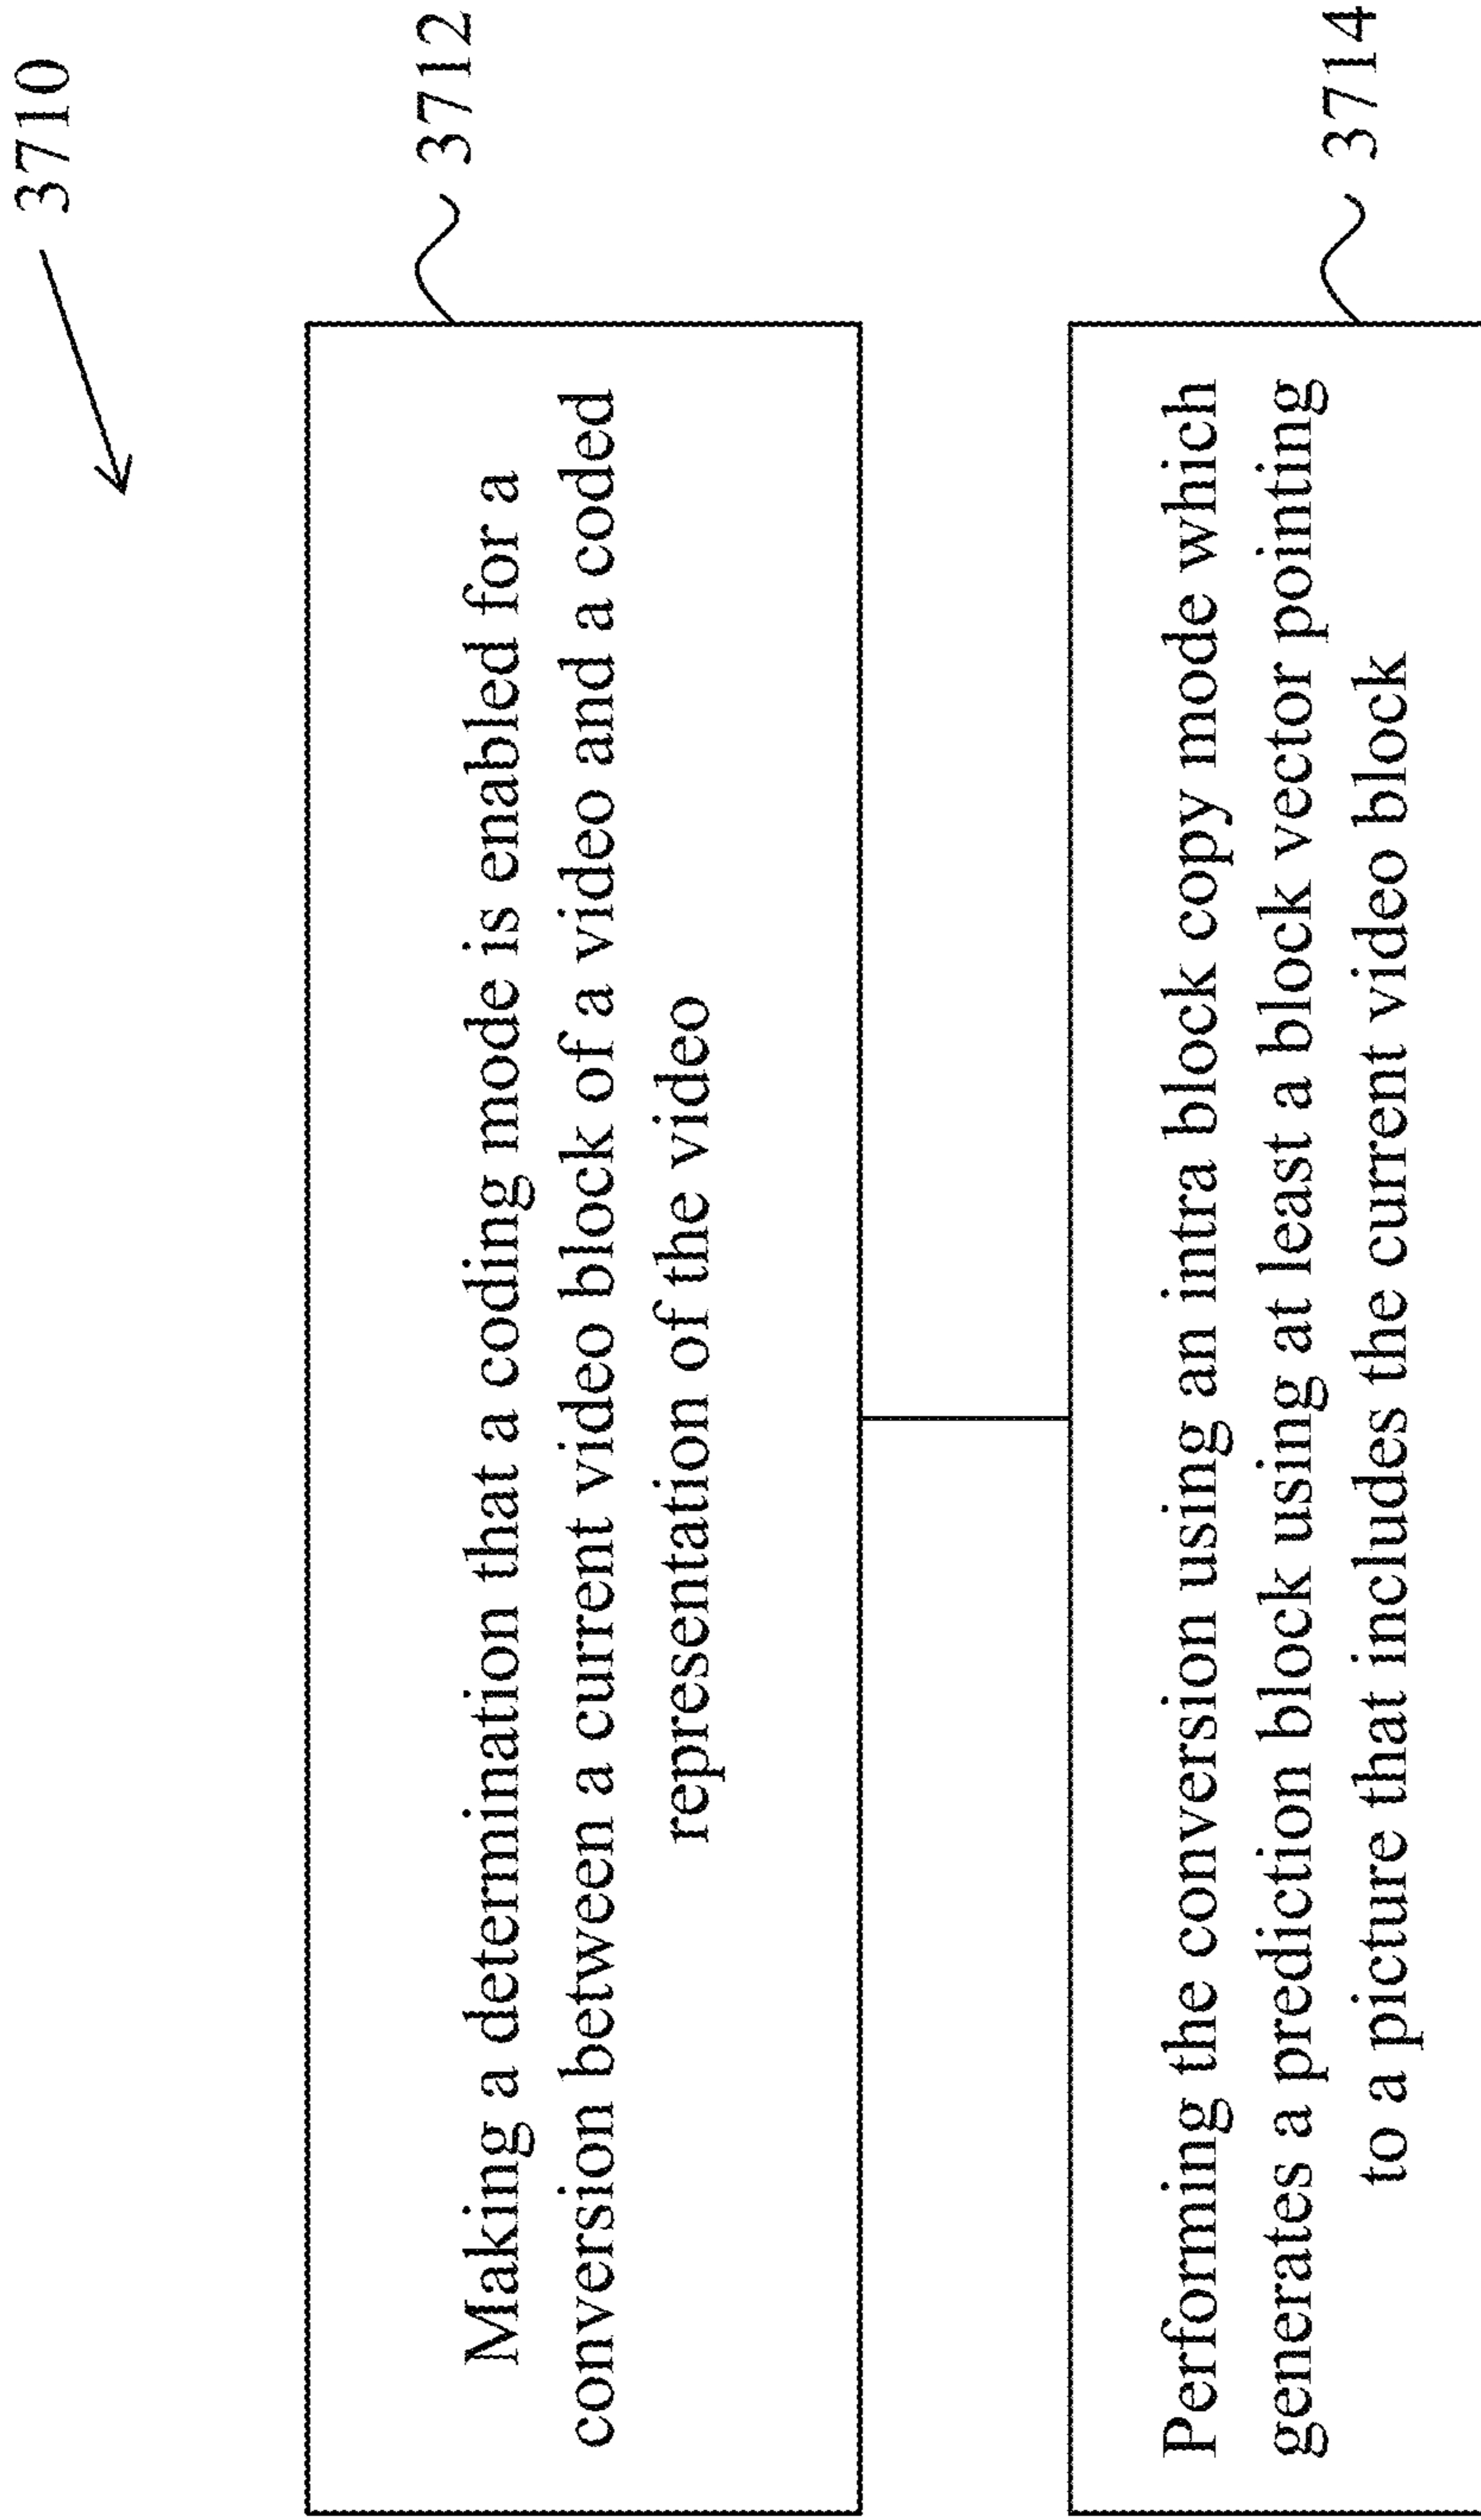 3710
3712
Making a determination that a coding mode is enabled for a
conversion between a current video block of a video and a coded
representation of the video
3714
Performing the conversion using an intra block copy mode which
generates a prediction block using at least a block vector pointing
to a picture that includes the current video block